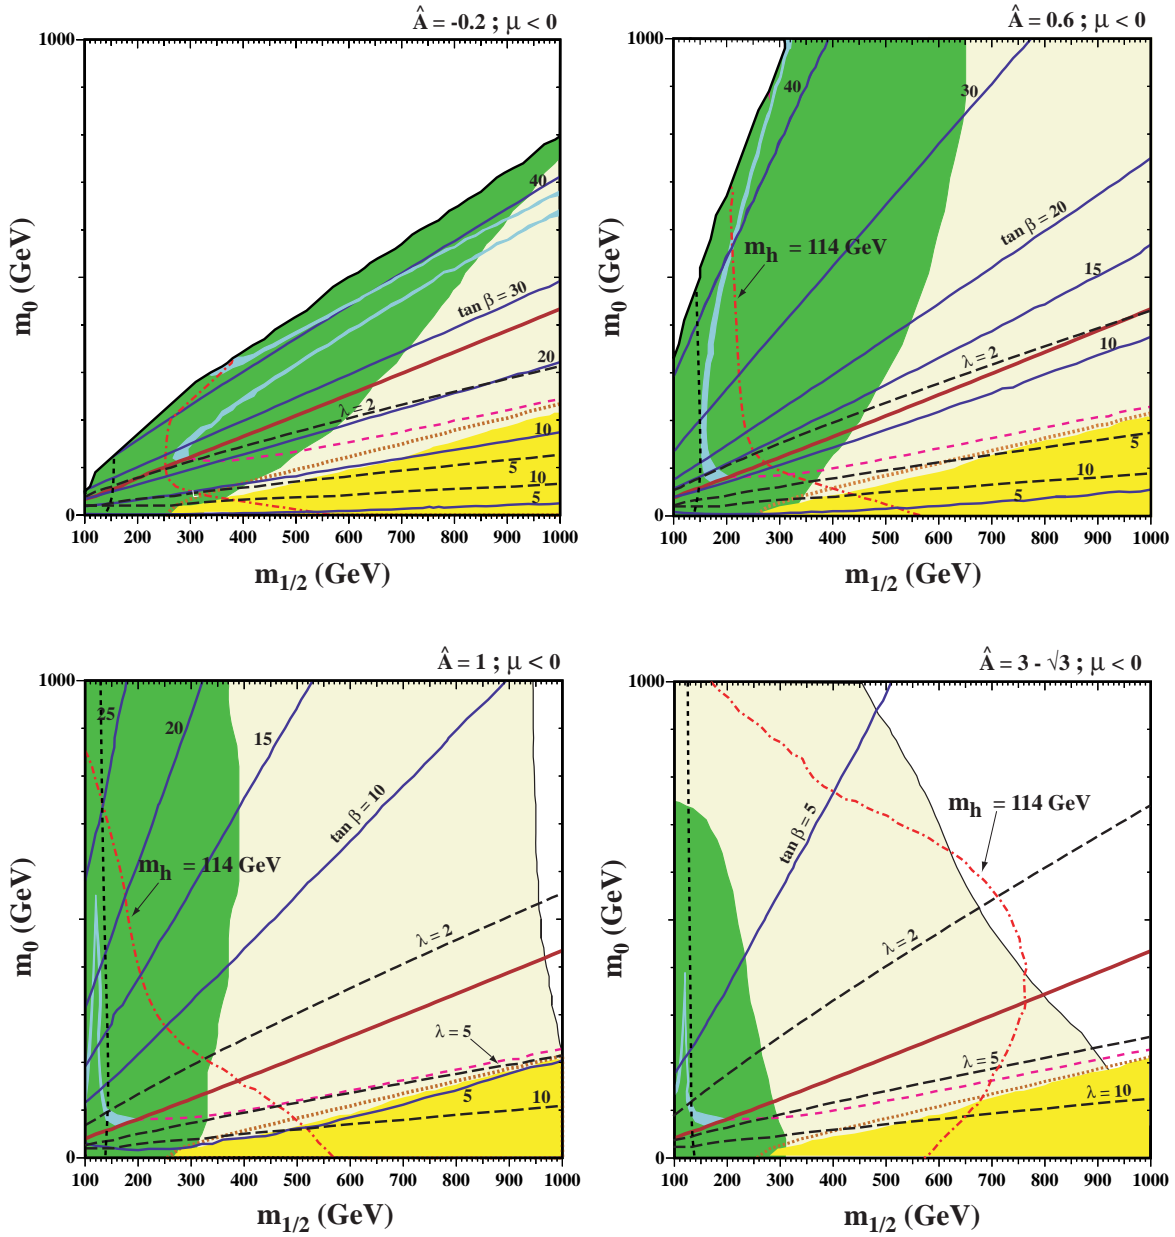 Â = -0.2 ; μ < 0
1000
m0 (GeV)
40
tan β = 30
20
λ = 2
10
5
10
5
0
100 200 300 400 500 600 700 800 900 1000
m1/2 (GeV)
Â = 0.6 ; μ < 0
1000
m0 (GeV)
40
30
tan β = 20
mh = 114 GeV
15
λ = 2
10
5
10
5
0
100 200 300 400 500 600 700 800 900 1000
m1/2 (GeV)
Â = 1 ; μ < 0
1000
m0 (GeV)
25
20
15
tan β = 10
mh = 114 GeV
λ = 2
λ = 5
5
10
0
100 200 300 400 500 600 700 800 900 1000
m1/2 (GeV)
Â = 3 - √3 ; μ < 0
1000
m0 (GeV)
mh = 114 GeV
tan β = 5
λ = 2
λ = 5
λ = 10
0
100 200 300 400 500 600 700 800 900 1000
m1/2 (GeV)